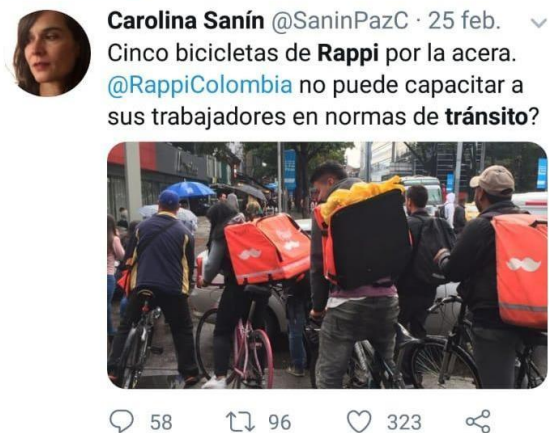 Carolina Sanín @SaninPazC · 25 feb.
Cinco bicicletas de Rappi por la acera.
@RappiColombia no puede capacitar a
sus trabajadores en normas de tránsito?
58 96 323